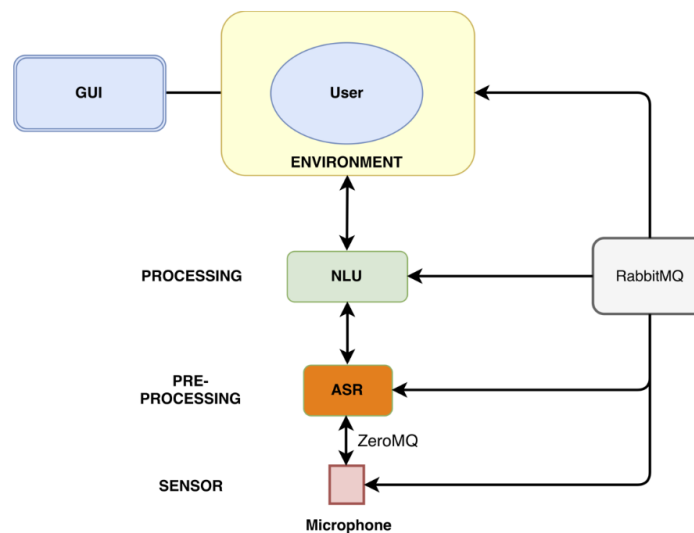 GUI
User
ENVIRONMENT
PROCESSING
NLU
RabbitMQ
PRE-
PROCESSING
ASR
ZeroMQ
SENSOR
Microphone